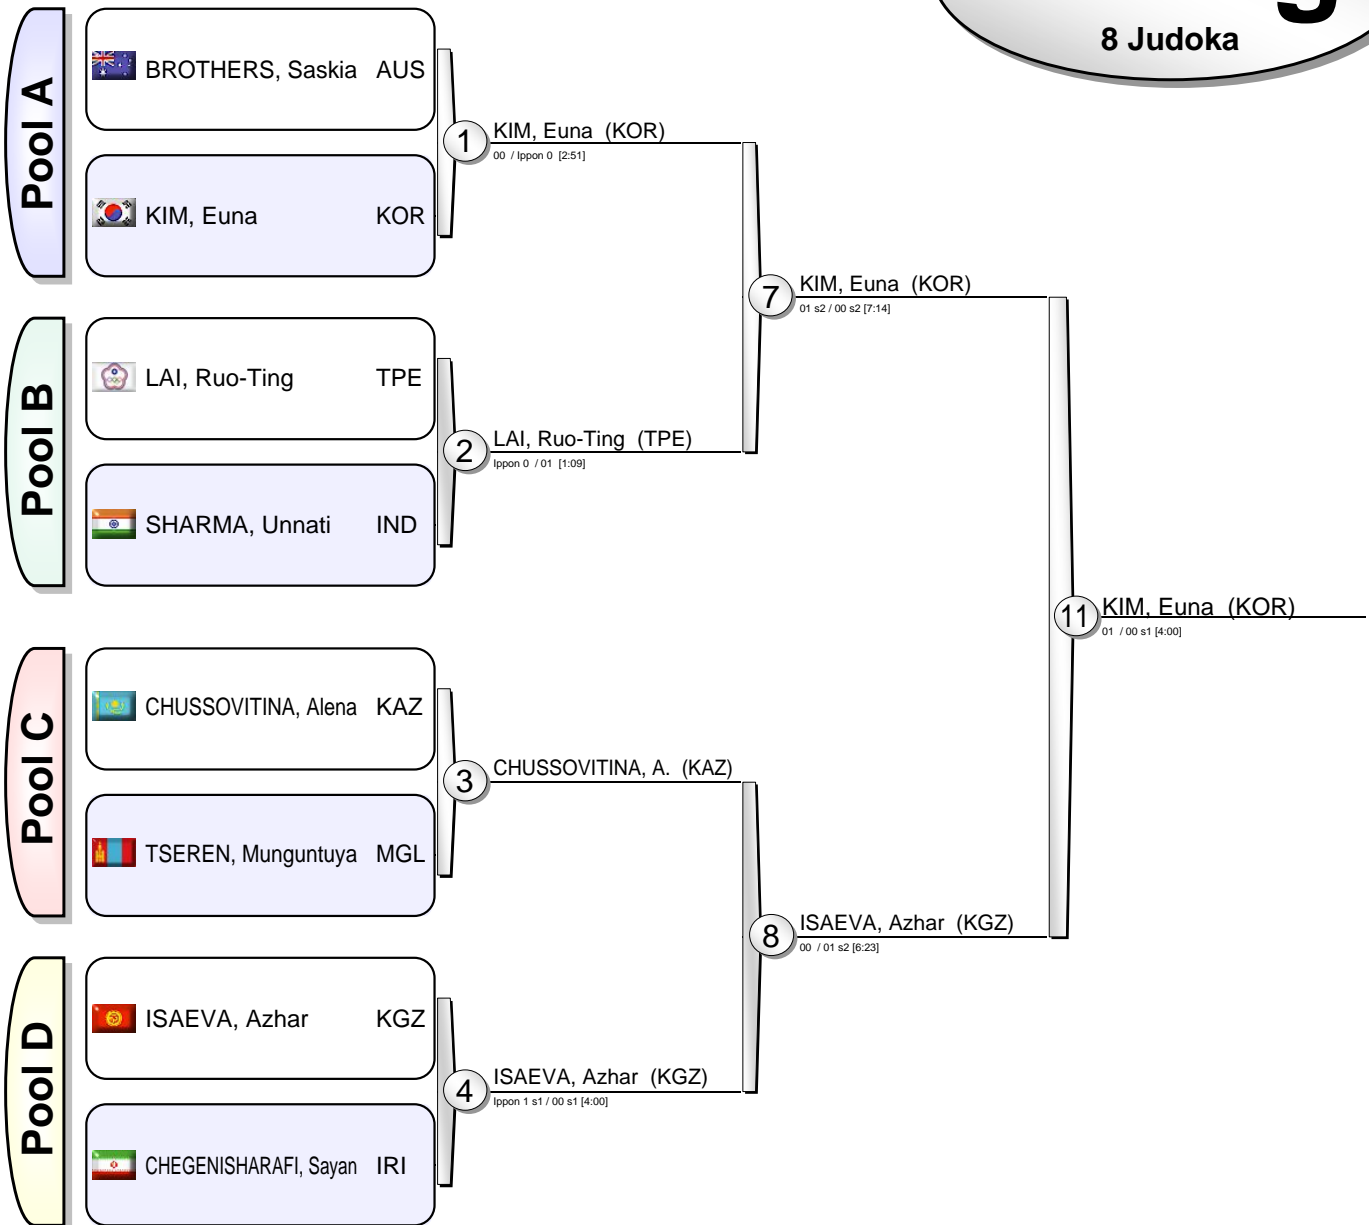 8 Judoka
Pool A
BROTHERS, Saskia AUS
KIM, Euna KOR
1 KIM, Euna (KOR)
00 / Ippon 0 [2:51]
7 KIM, Euna (KOR)
01 s2 / 00 s2 [7:14]
Pool B
LAI, Ruo-Ting TPE
SHARMA, Unnati IND
2 LAI, Ruo-Ting (TPE)
Ippon 0 / 01 [1:09]
11 KIM, Euna (KOR)
01 / 00 s1 [4:00]
Pool C
CHUSSOVITINA, Alena KAZ
TSEREN, Munguntuya MGL
3 CHUSSOVITINA, A. (KAZ)
8 ISAEVA, Azhar (KGZ)
00 / 01 s2 [6:23]
Pool D
ISAEVA, Azhar KGZ
CHEGENISHARAFI, Sayan IRI
4 ISAEVA, Azhar (KGZ)
Ippon 1 s1 / 00 s1 [4:00]